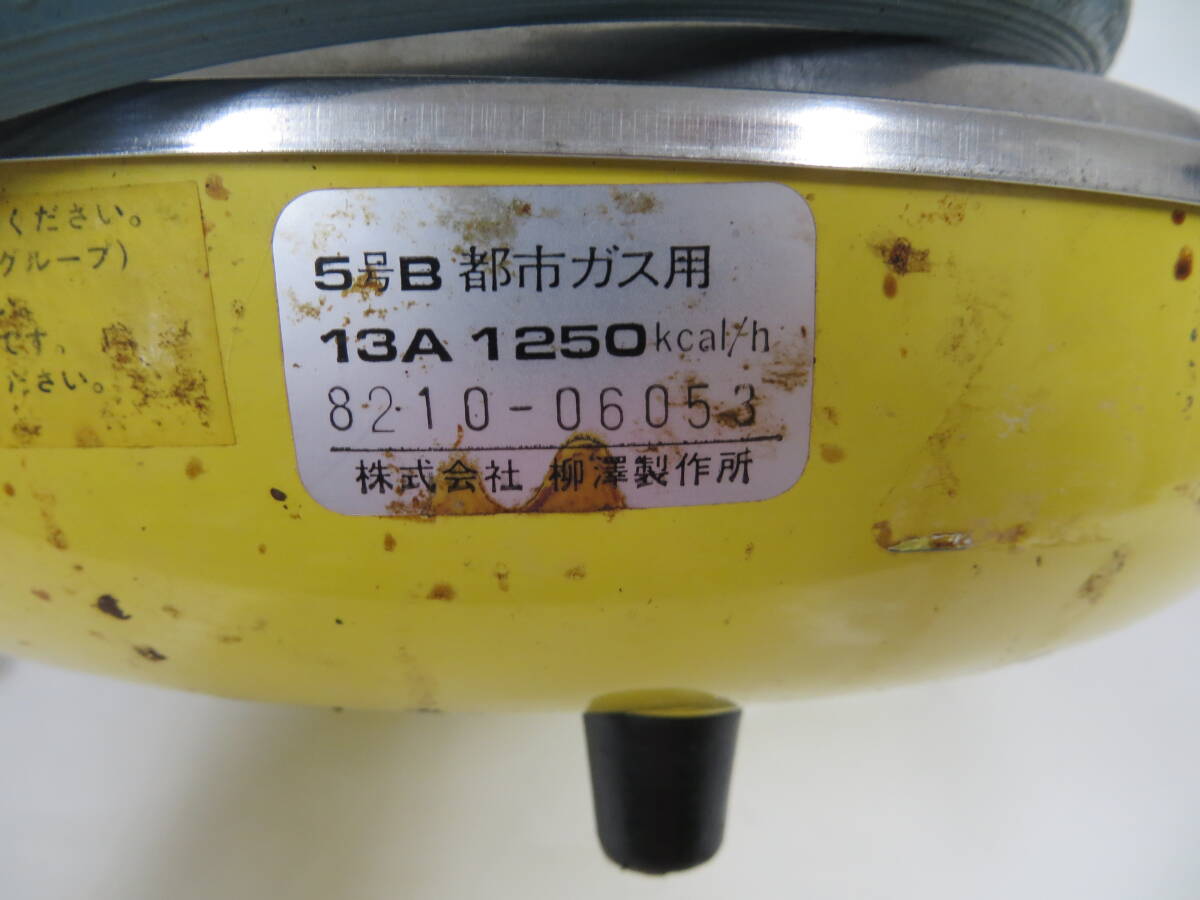 ください。
グループ)
です。
ださい。
5号B 都市ガス用
13A 1250kcal/h
8210-06053
株式会社 柳澤製作所